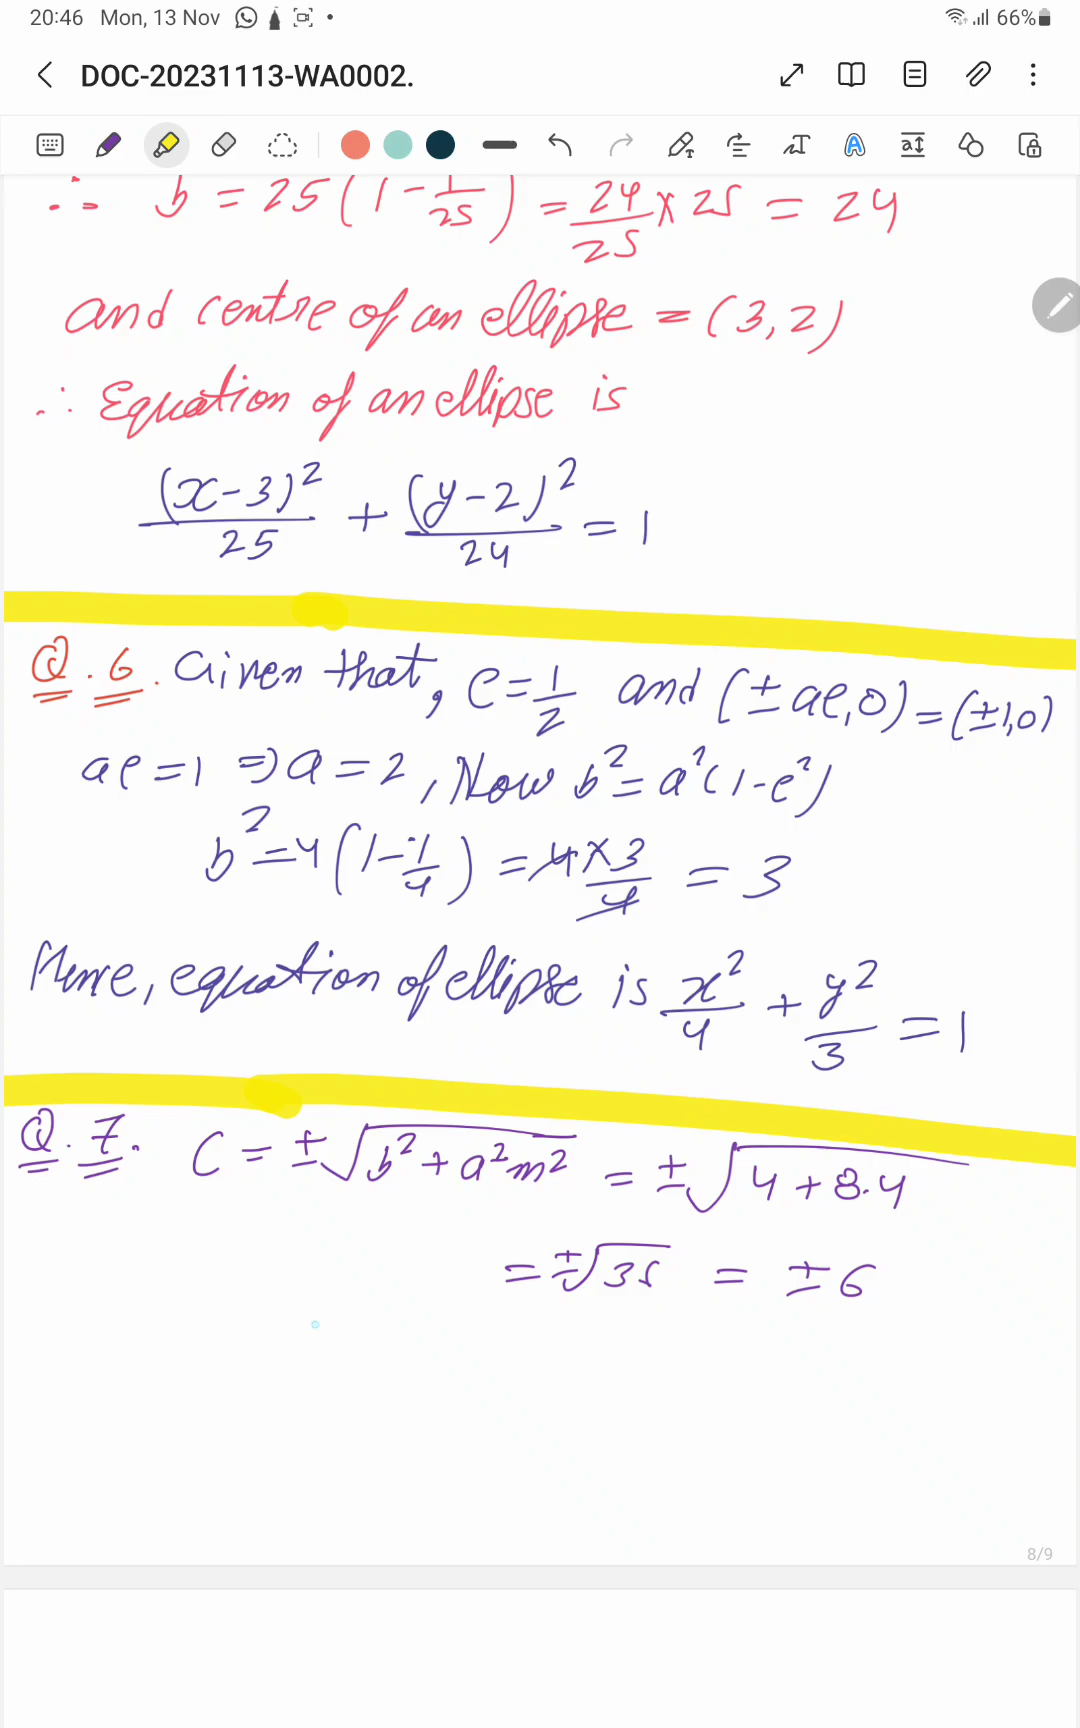 20:46 Mon, 13 Nov • 66%
DOC-20231113-WA0002.
∴ b = 25(1 - 1/25) = 24/25 × 25 = 24
and centre of an ellipse = (3,2)
∴ Equation of an ellipse is
(x-3)²/25 + (y-2)²/24 = 1
Q.6. Given that, e = 1/2 and (±ae,0) = (±1,0)
ae = 1 ⇒ a = 2, Now b² = a²(1-e²)
b² = 4(1 - 1/4) = 4×3/4 = 3
Hence, equation of ellipse is x²/4 + y²/3 = 1
Q.7. C = ±√b²+a²m² = ±√4+8.4
= ±√35 = ±6
8/9